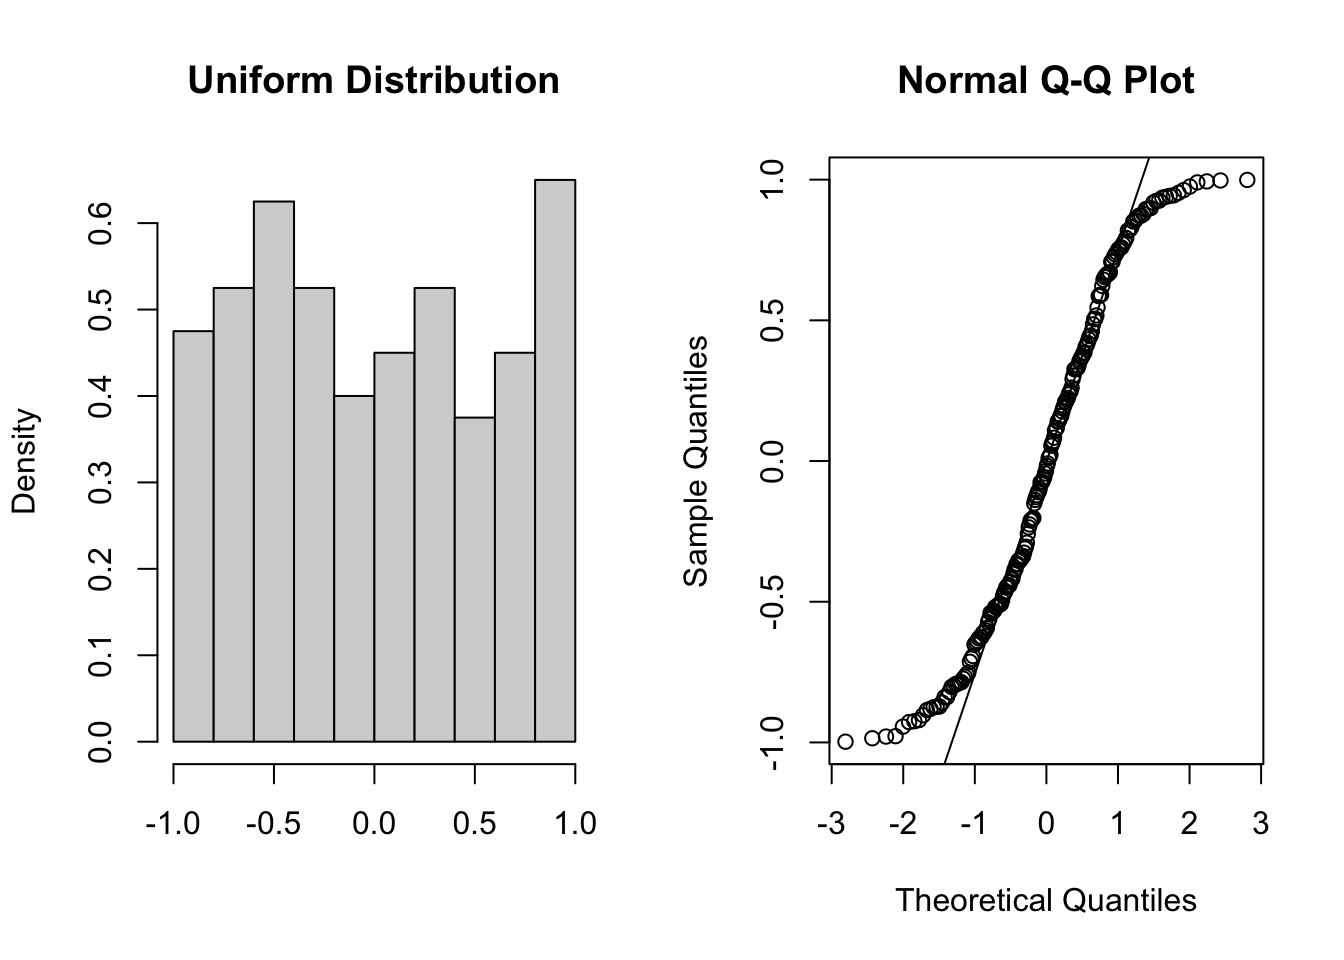 Uniform Distribution
Density
0.0 0.1 0.2 0.3 0.4 0.5 0.6
-1.0 -0.5 0.0 0.5 1.0
Normal Q-Q Plot
Sample Quantiles
-1.0 -0.5 0.0 0.5 1.0
-3 -2 -1 0 1 2 3
Theoretical Quantiles